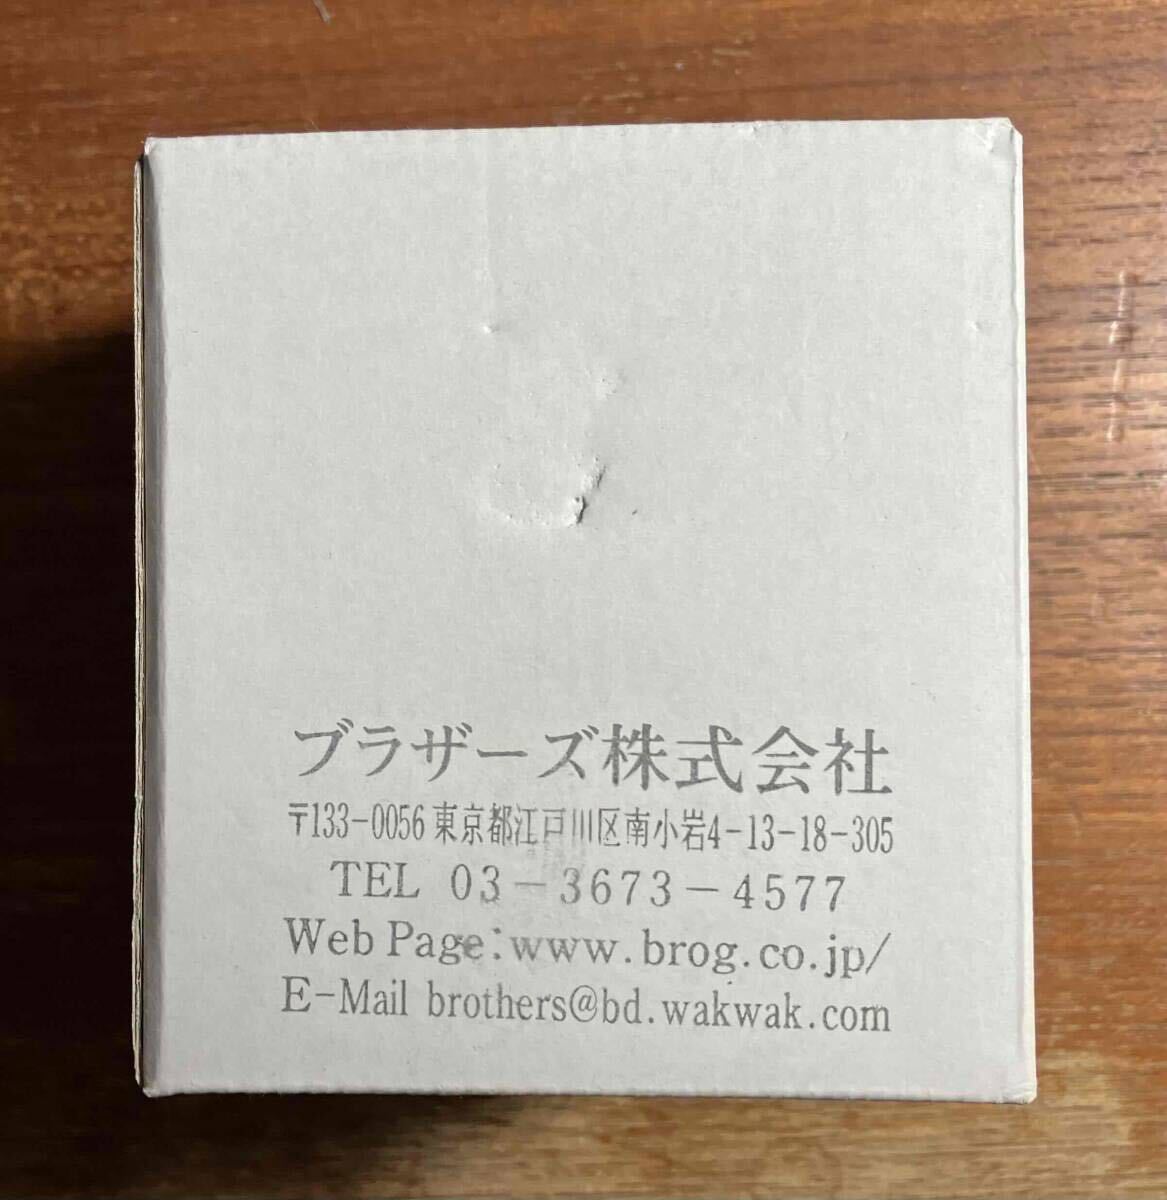 ブラザーズ株式会社
〒133-0056 東京都江戸川区南小岩4-13-18-305
TEL 03-3673-4577
Web Page:www.brog.co.jp/
E-Mail brothers@bd.wakwak.com